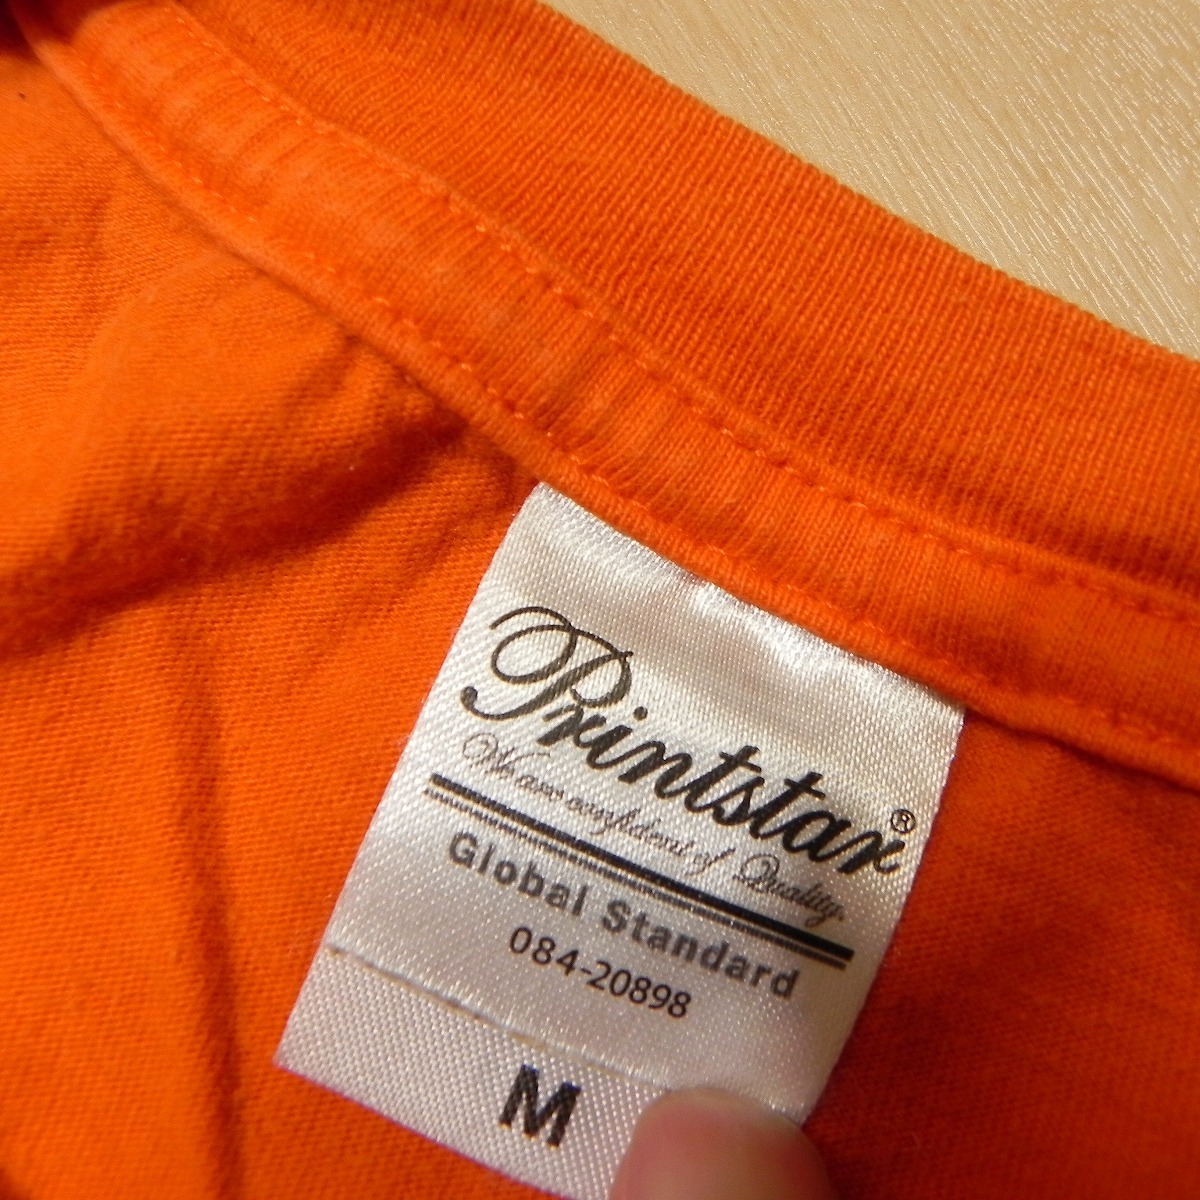 Printstar®
We are confident of Quality.
Global Standard
084-20898
M